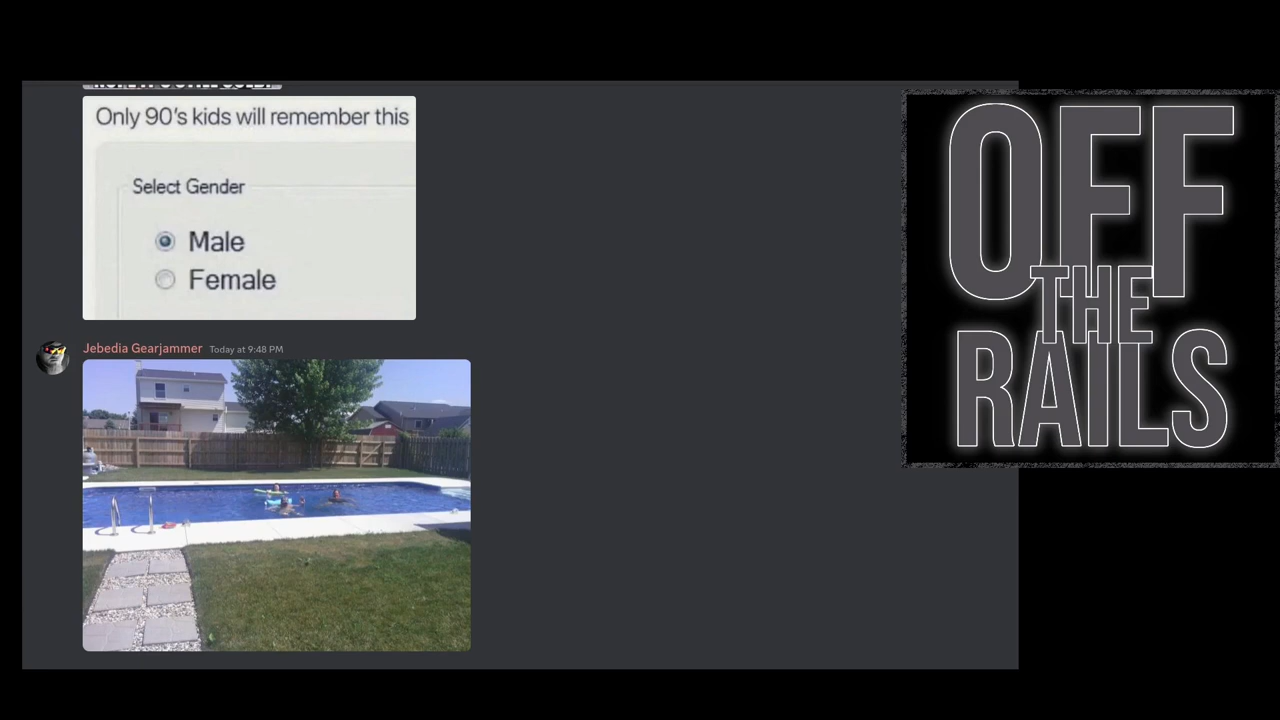 Only 90's kids will remember this
Select Gender
Male
Female
Jebedia Gearjammer Today at 9:48 PM
OFF
THE
RAILS